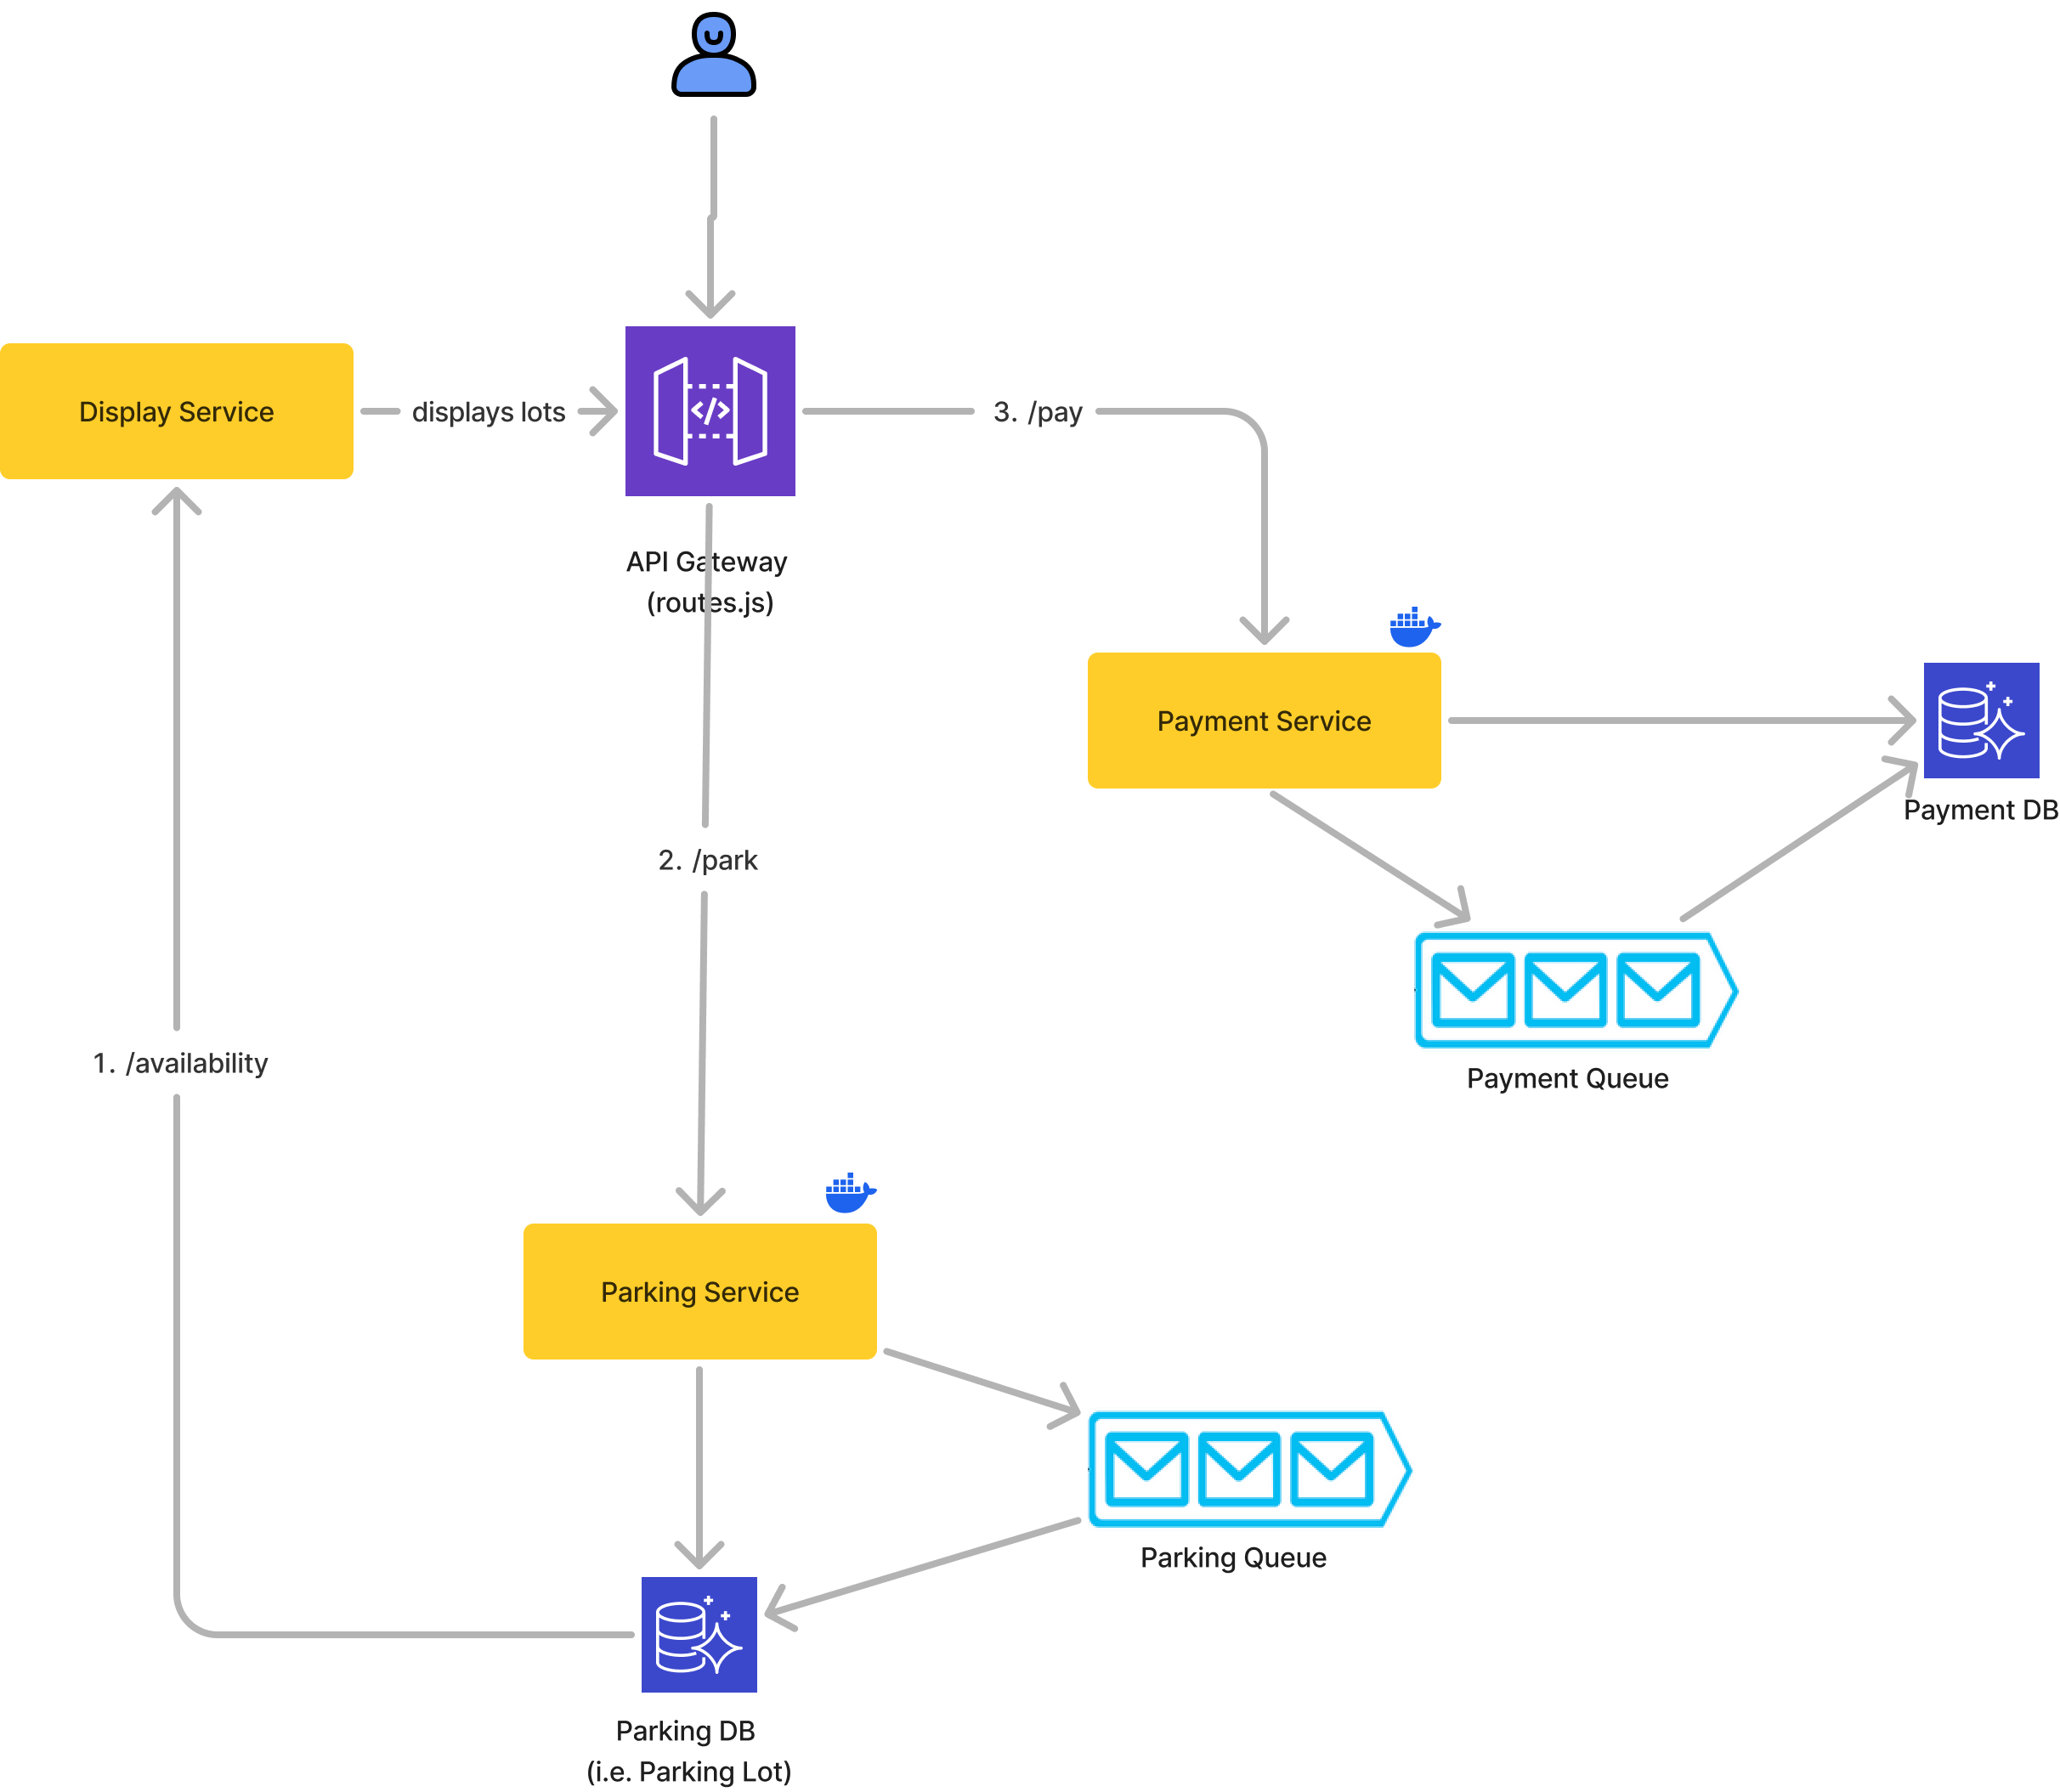 Display Service
displays lots
3. /pay
API Gateway
(routes.js)
Payment Service
Payment DB
2. /park
1. /availability
Payment Queue
Parking Service
Parking Queue
Parking DB
(i.e. Parking Lot)